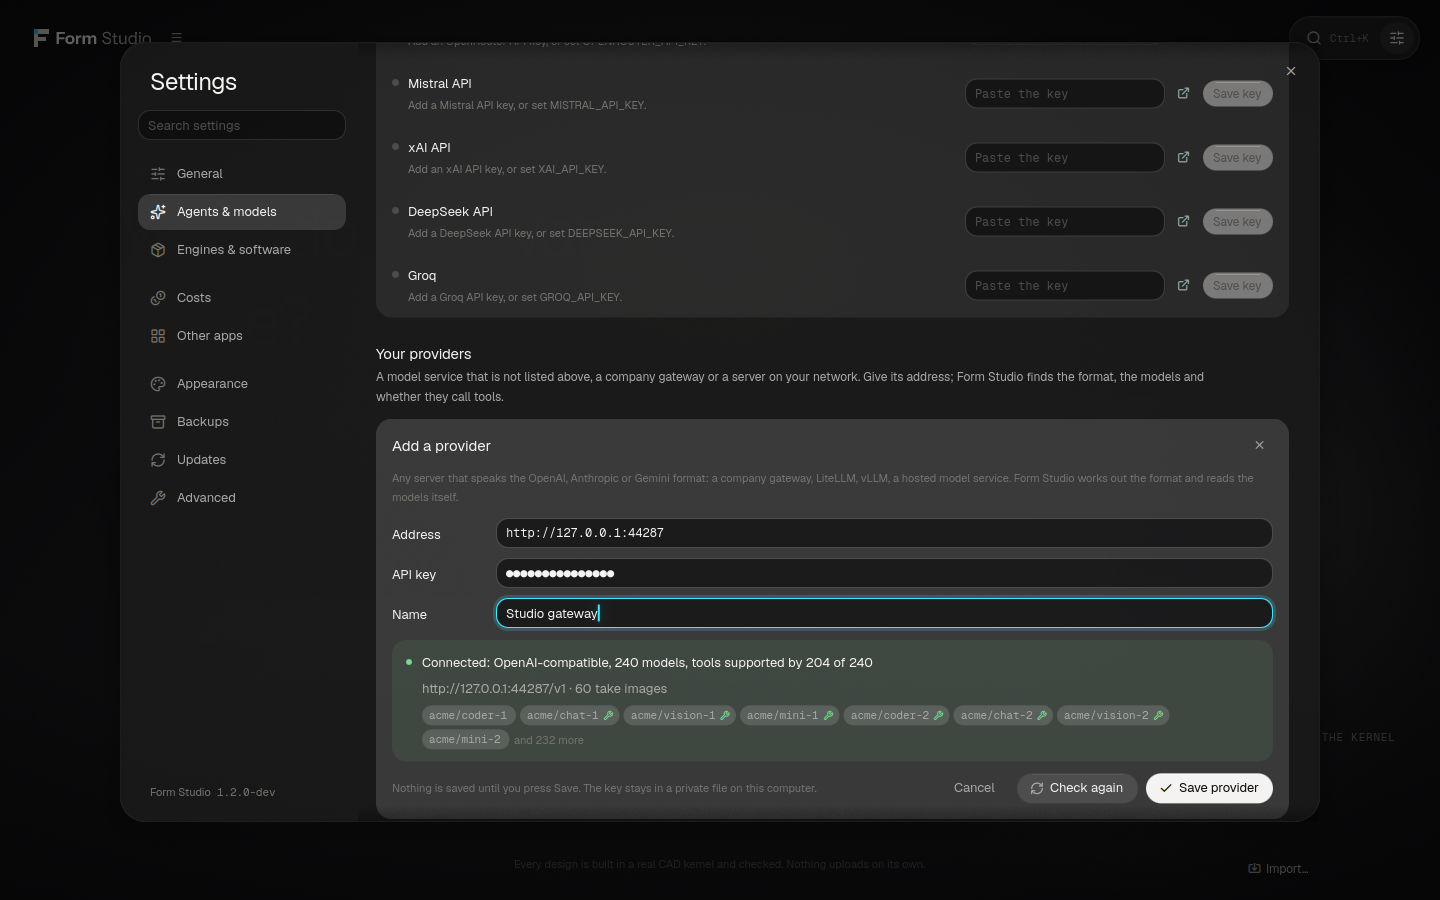 Form Studio
Ctrl+K
Settings
Search settings
General
Agents & models
Engines & software
Costs
Other apps
Appearance
Backups
Updates
Advanced
Form Studio 1.2.0-dev
Mistral API
Add a Mistral API key, or set MISTRAL_API_KEY.
Paste the key
Save key
xAI API
Add an xAI API key, or set XAI_API_KEY.
Paste the key
Save key
DeepSeek API
Add a DeepSeek API key, or set DEEPSEEK_API_KEY.
Paste the key
Save key
Groq
Add a Groq API key, or set GROQ_API_KEY.
Paste the key
Save key
Your providers
A model service that is not listed above, a company gateway or a server on your network. Give its address; Form Studio finds the format, the models and
whether they call tools.
Add a provider
Any server that speaks the OpenAI, Anthropic or Gemini format: a company gateway, LiteLLM, vLLM, a hosted model service. Form Studio works out the format and reads the
models itself.
Address
http://127.0.0.1:44287
API key
Name
Studio gateway
Connected: OpenAI-compatible, 240 models, tools supported by 204 of 240
http://127.0.0.1:44287/v1 · 60 take images
acme/coder-1 acme/chat-1 acme/vision-1 acme/mini-1 acme/coder-2 acme/chat-2 acme/vision-2
acme/mini-2 and 232 more
Nothing is saved until you press Save. The key stays in a private file on this computer.
Cancel
Check again
Save provider
THE KERNEL
Every design is built in a real CAD kernel and checked. Nothing uploads on its own.
Import...